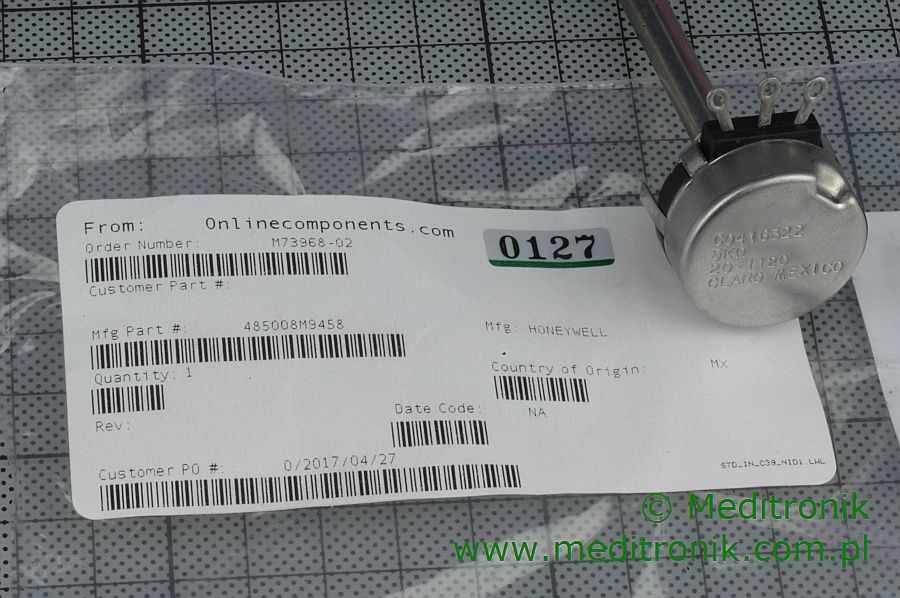 From: Onlinecomponents.com
Order Number: M73968-02
0127
Customer Part #:
Mfg Part #: 485008M9458
Mfg: HONEYWELL
Quantity: 1
Country of Origin: MX
Date Code: NA
Rev:
Customer PO #: 0/2017/04/27
STD_IN_C39_NID1.LWL
CLARO MEXICO
© Meditronik
www.meditronik.com.pl